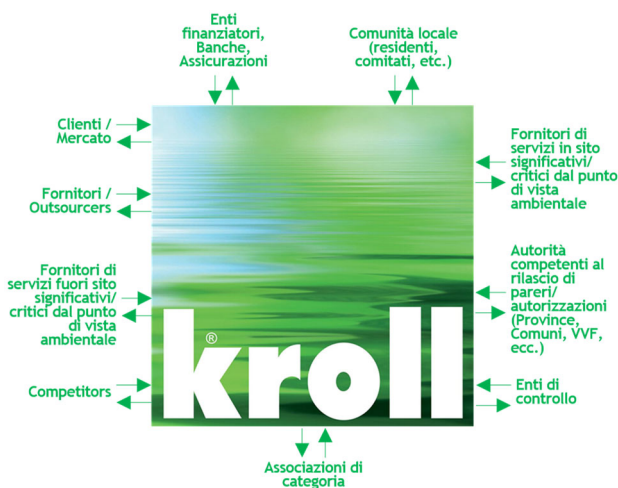 Enti
finanziatori,
Banche,
Assicurazioni
Comunità locale
(residenti,
comitati, etc.)
Clienti /
Mercato
Fornitori /
Outsourcers
Fornitori di
servizi fuori sito
significativi/
critici dal punto
di vista
ambientale
Competitors
Fornitori di
servizi in sito
significativi/
critici dal punto
di vista
ambientale
Autorità
competenti al
rilascio di
pareri/
autorizzazioni
(Province,
Comuni, VVF,
ecc.)
Enti di
controllo
®
kroll
Associazioni di
categoria